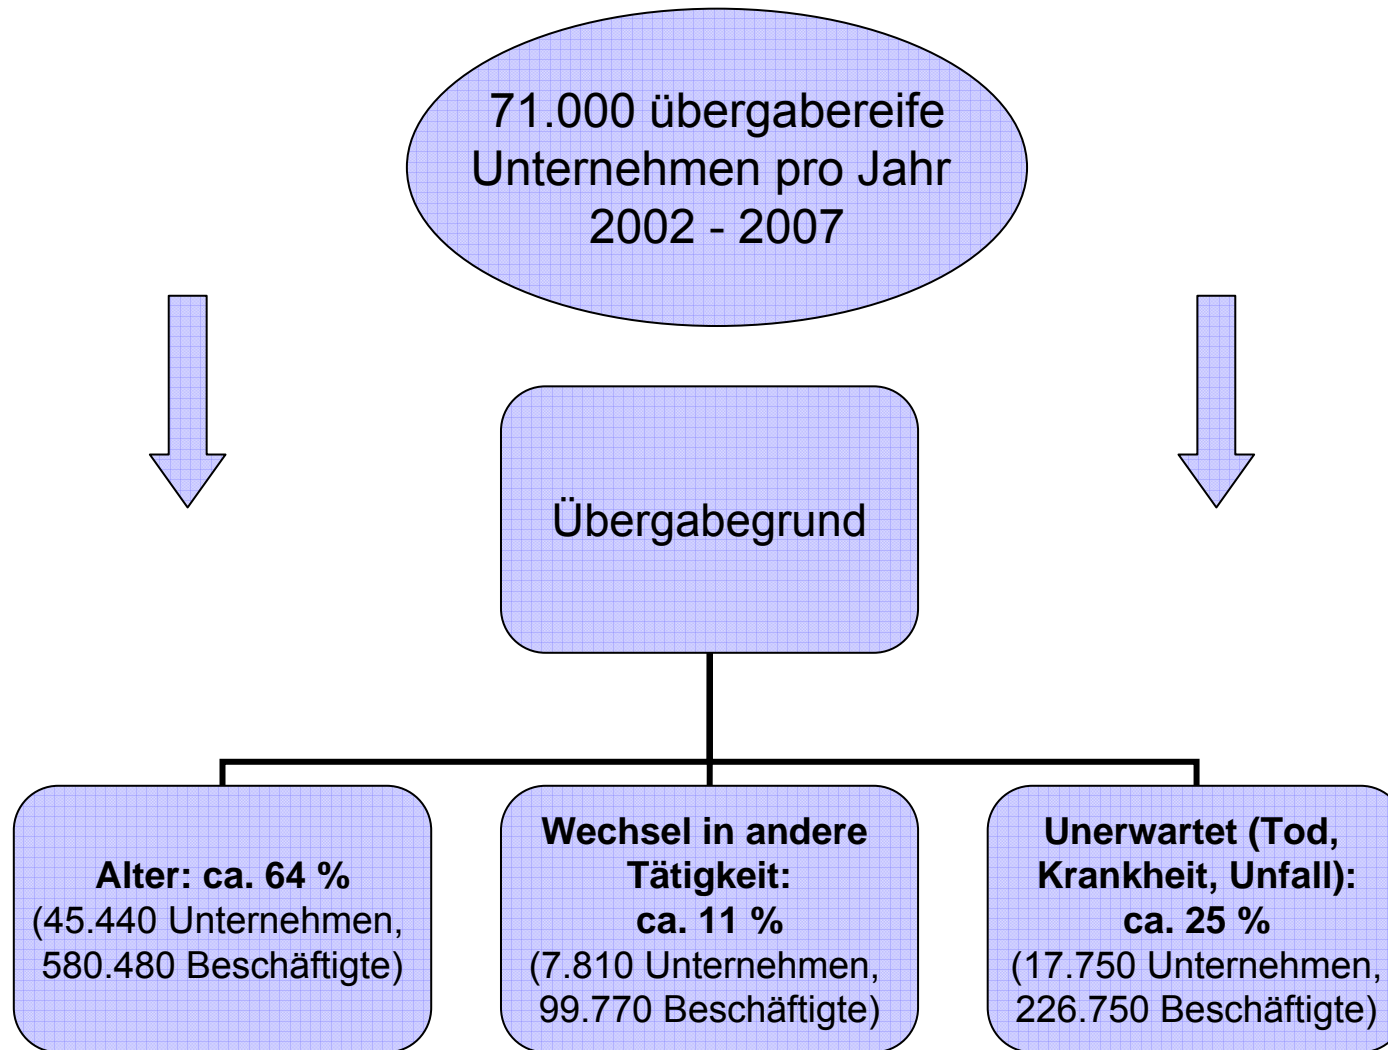 71.000 übergabereife
Unternehmen pro Jahr
2002 - 2007
Übergabegrund
Alter: ca. 64 %
(45.440 Unternehmen,
580.480 Beschäftigte)
Wechsel in andere
Tätigkeit:
ca. 11 %
(7.810 Unternehmen,
99.770 Beschäftigte)
Unerwartet (Tod,
Krankheit, Unfall):
ca. 25 %
(17.750 Unternehmen,
226.750 Beschäftigte)